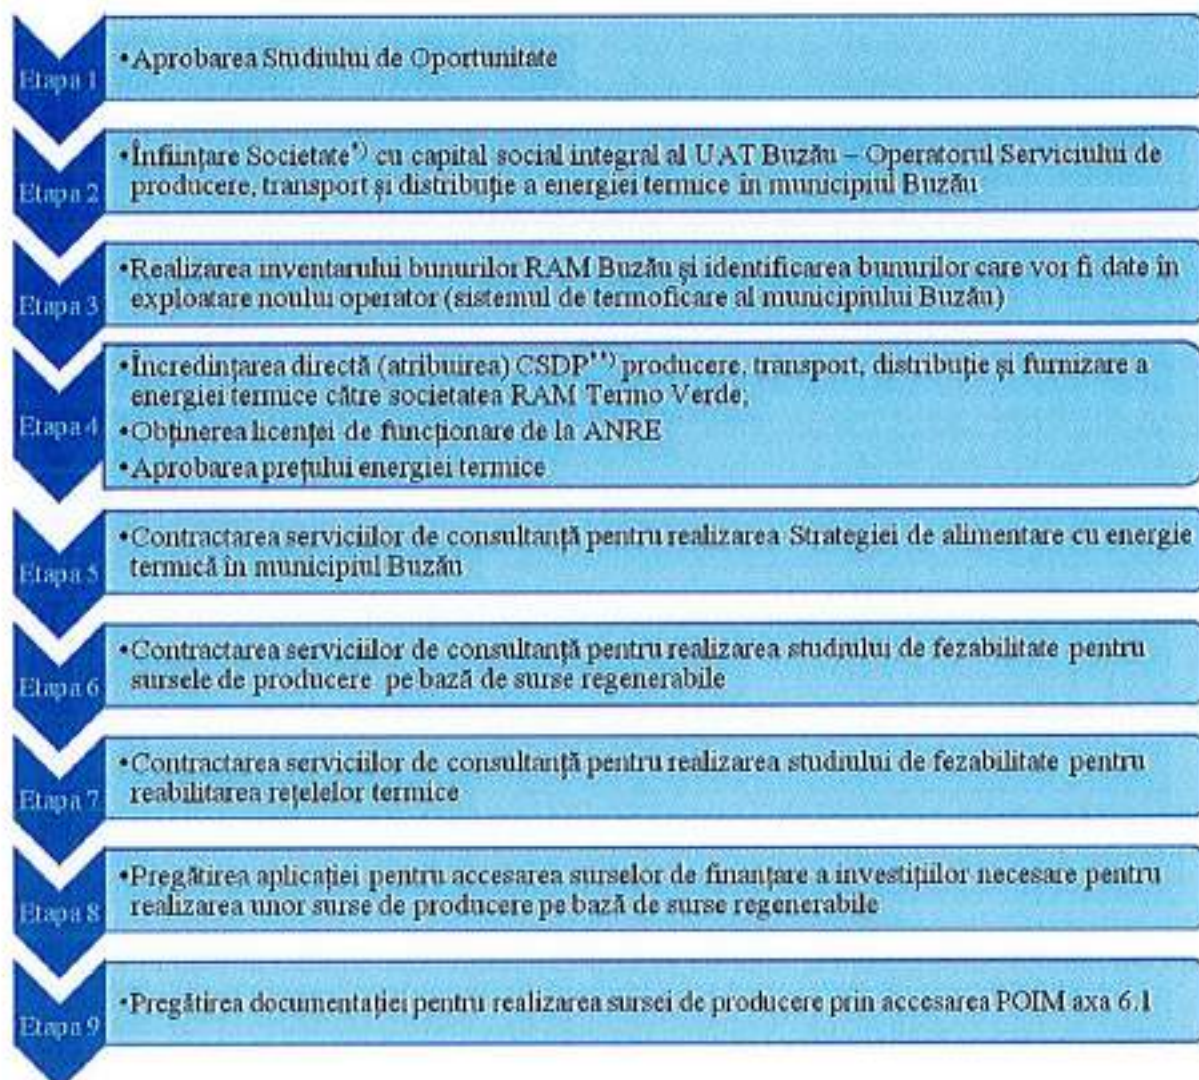 Etapa 1
•Aprobarea Studiului de Oportunitate
Etapa 2
•Înființare Societate*) cu capital social integral al UAT Buzău – Operatorul Serviciului de
producere, transport și distribuție a energiei termice în municipiul Buzău
Etapa 3
•Realizarea inventarului bunurilor RAM Buzău și identificarea bunurilor care vor fi date în
exploatare noului operator (sistemul de termoficare al municipiului Buzău)
Etapa 4
•Încredințarea directă (atribuirea) CSDP**) producere, transport, distribuție și furnizare a
energiei termice către societatea RAM Termo Verde;
•Obținerea licenței de funcționare de la ANRE
•Aprobarea prețului energiei termice
Etapa 5
•Contractarea serviciilor de consultanță pentru realizarea Strategiei de alimentare cu energie
termică în municipiul Buzău
Etapa 6
•Contractarea serviciilor de consultanță pentru realizarea studiului de fezabilitate pentru
sursele de producere pe bază de surse regenerabile
Etapa 7
•Contractarea serviciilor de consultanță pentru realizarea studiului de fezabilitate pentru
reabilitarea rețelelor termice
Etapa 8
•Pregătirea aplicației pentru accesarea surselor de finanțare a investițiilor necesare pentru
realizarea unor surse de producere pe bază de surse regenerabile
Etapa 9
•Pregătirea documentației pentru realizarea sursei de producere prin accesarea POIM axa 6.1